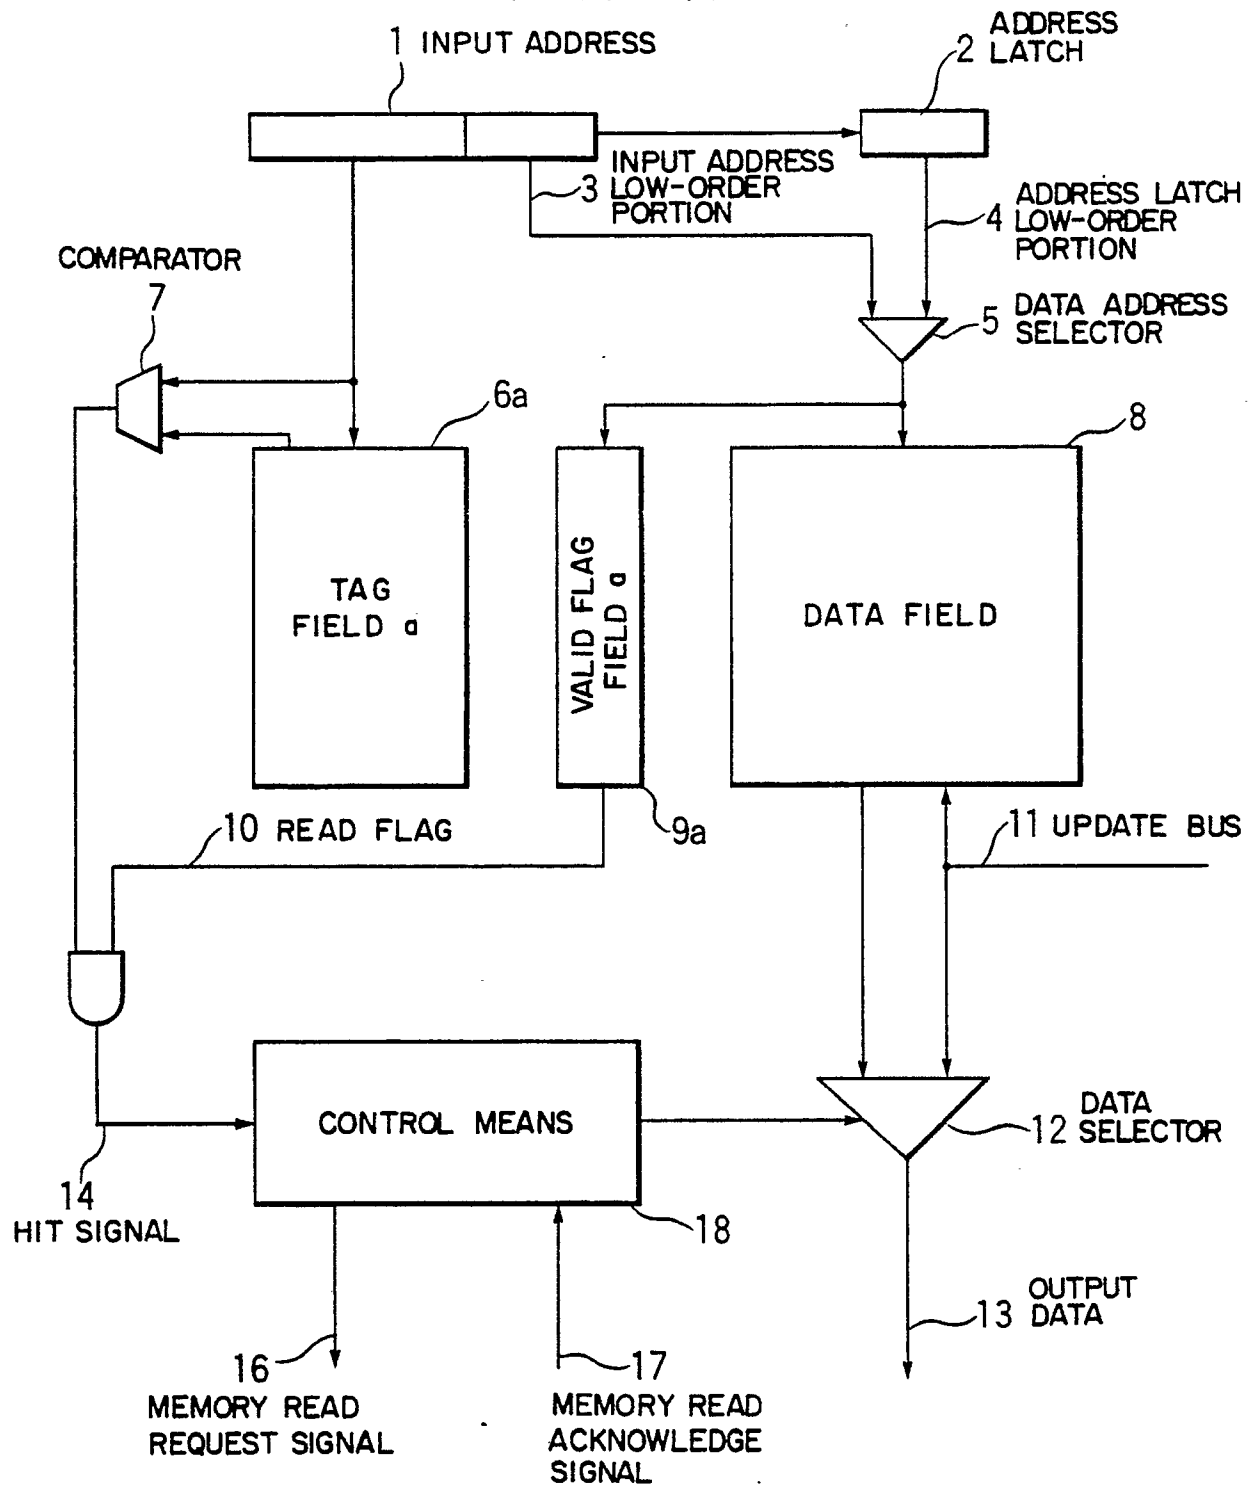 1 INPUT ADDRESS
2 ADDRESS
LATCH
3 INPUT ADDRESS
LOW-ORDER
PORTION
4 ADDRESS LATCH
LOW-ORDER
PORTION
COMPARATOR
7
5 DATA ADDRESS
SELECTOR
6a
8
TAG
FIELD a
VALID FLAG
FIELD a
DATA FIELD
10 READ FLAG
9a
11 UPDATE BUS
CONTROL MEANS
12 DATA
SELECTOR
14
HIT SIGNAL
18
13 OUTPUT
DATA
16
MEMORY READ
REQUEST SIGNAL
17
MEMORY READ
ACKNOWLEDGE
SIGNAL